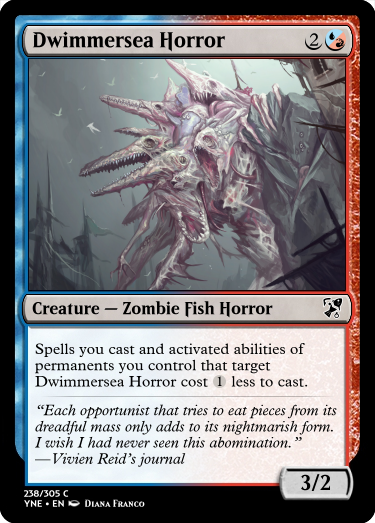 Dwimmersea Horror 2
Creature — Zombie Fish Horror
Spells you cast and activated abilities of
permanents you control that target
Dwimmersea Horror cost 1 less to cast.
“Each opportunist that tries to eat pieces from its
dreadful mass only adds to its nightmarish form.
I wish I had never seen this abomination.”
—Vivien Reid’s journal
3/2
238/305 C
YNE • EN Diana Franco